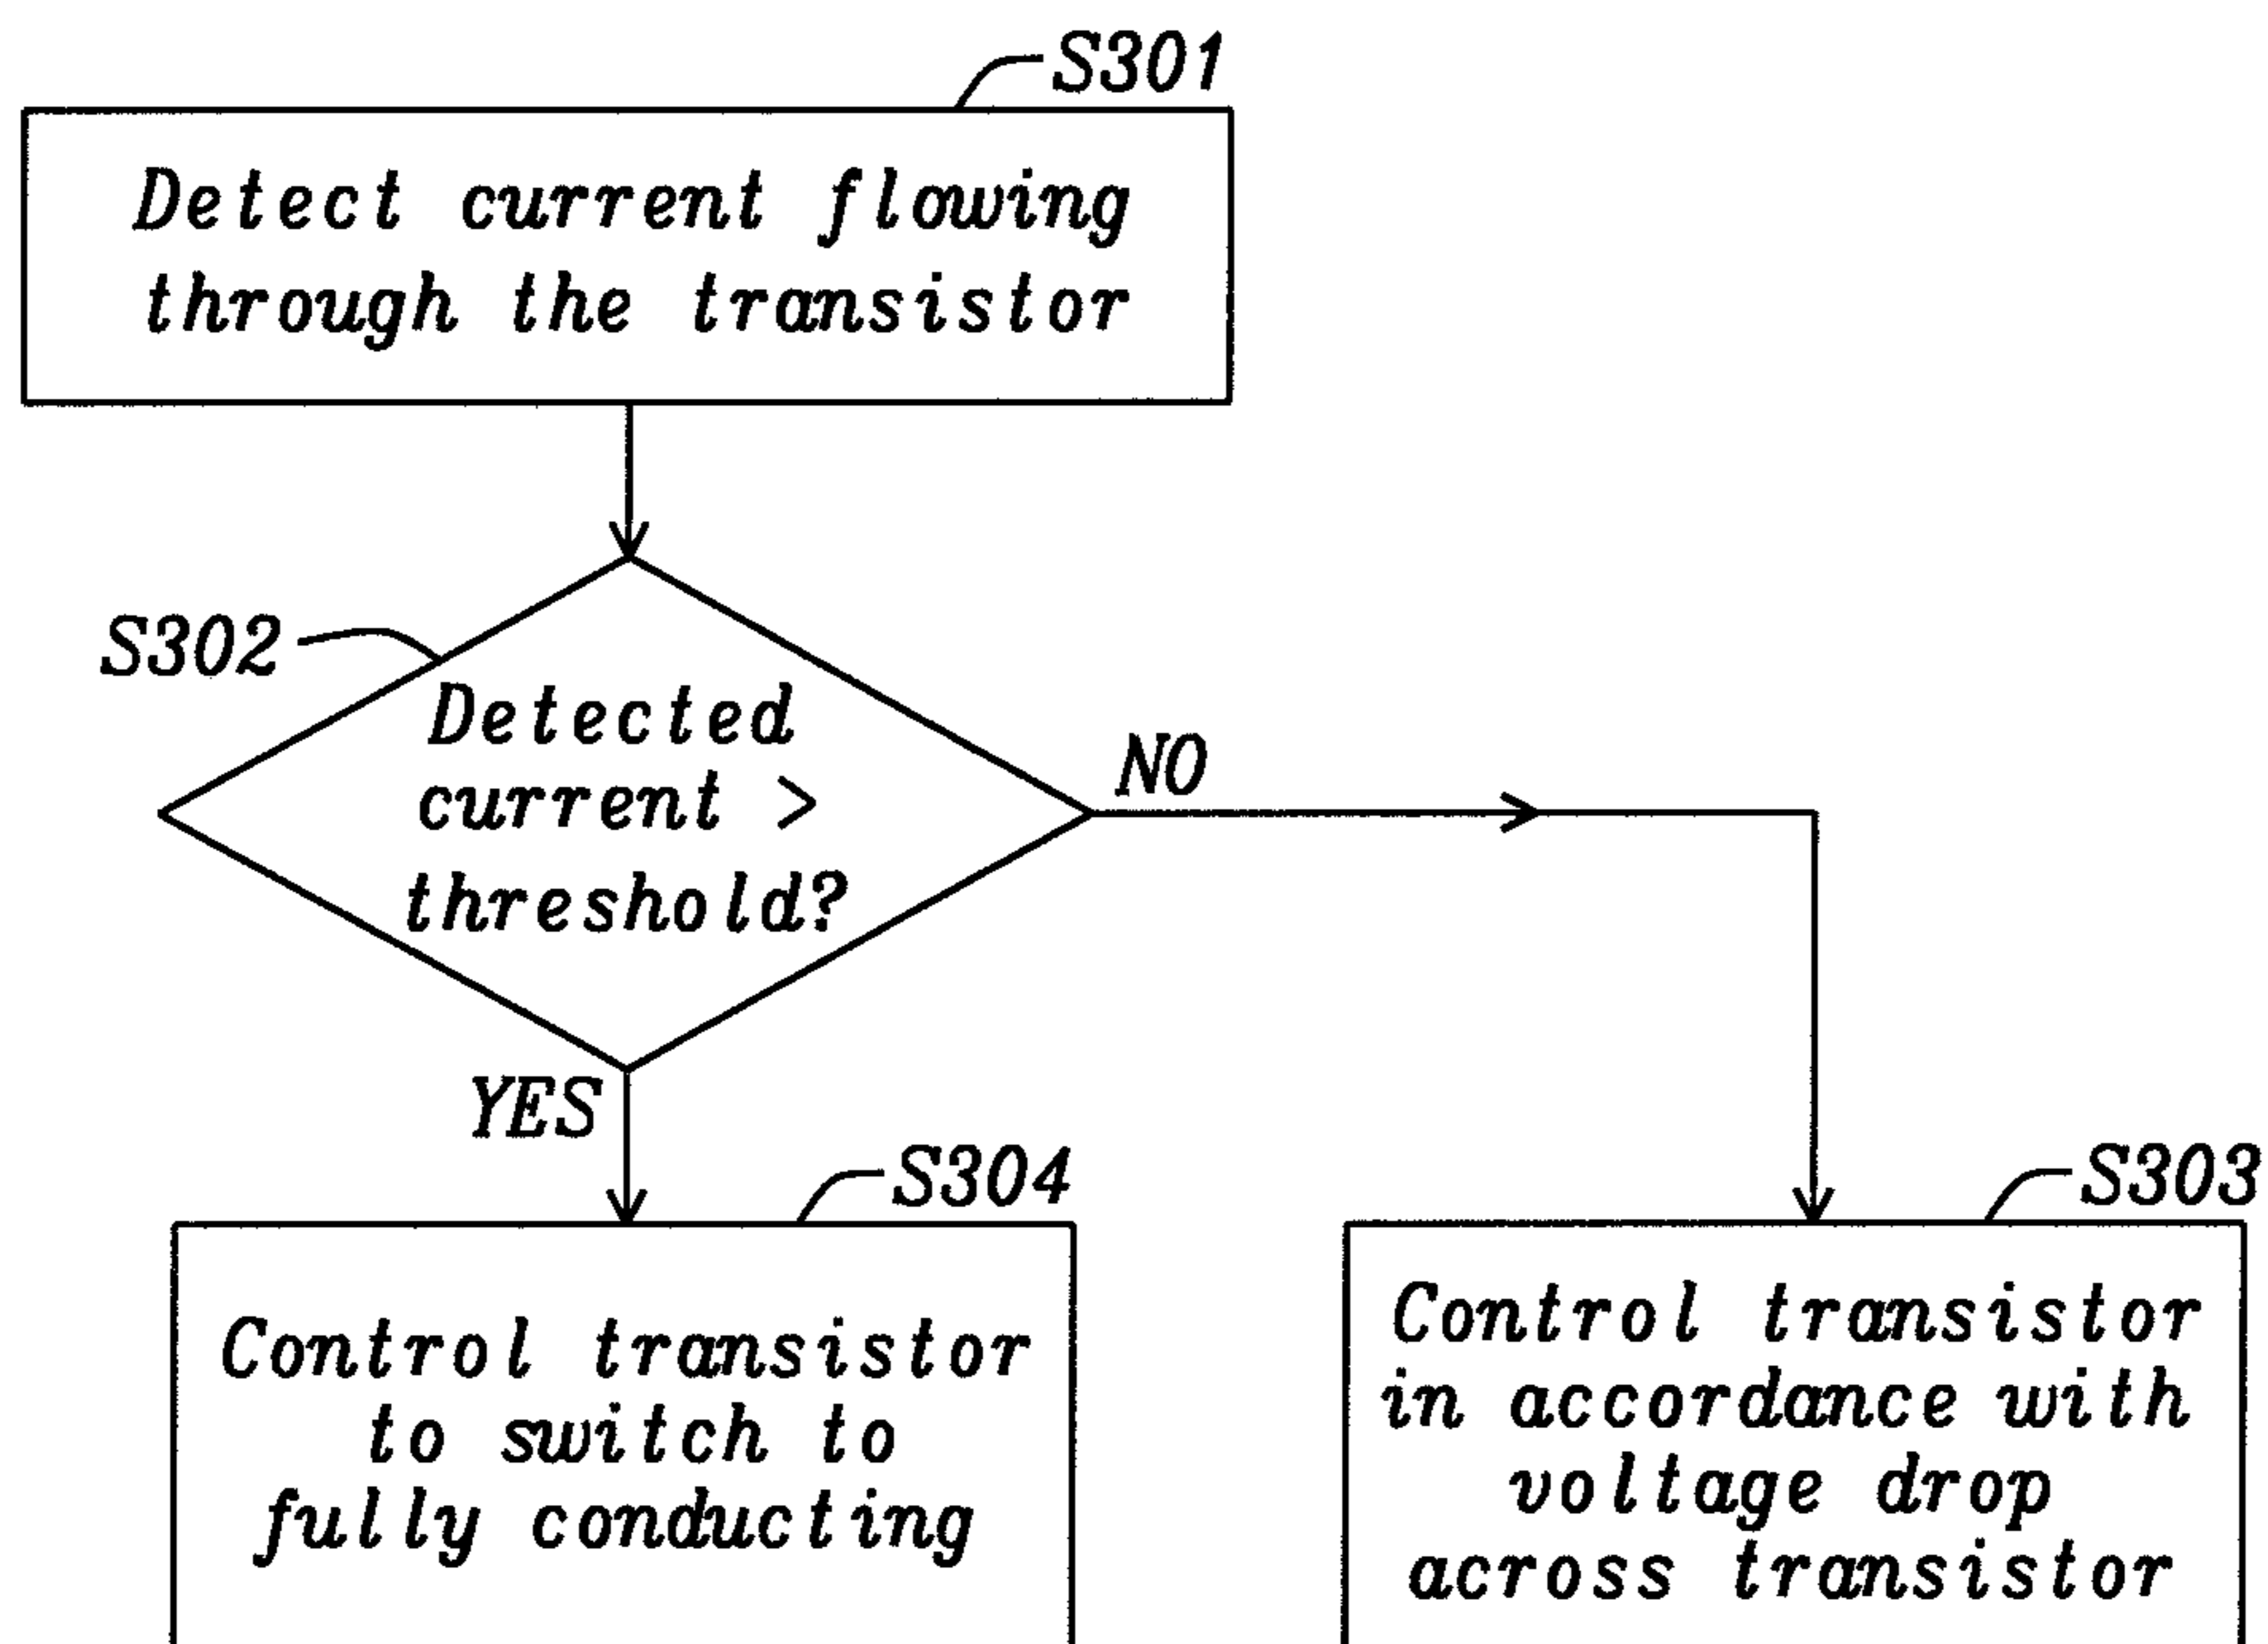 S301
Detect current flowing
through the transistor
S302
Detected
current >
threshold?
NO
YES
S304
Control transistor
to switch to
fully conducting
S303
Control transistor
in accordance with
voltage drop
across transistor